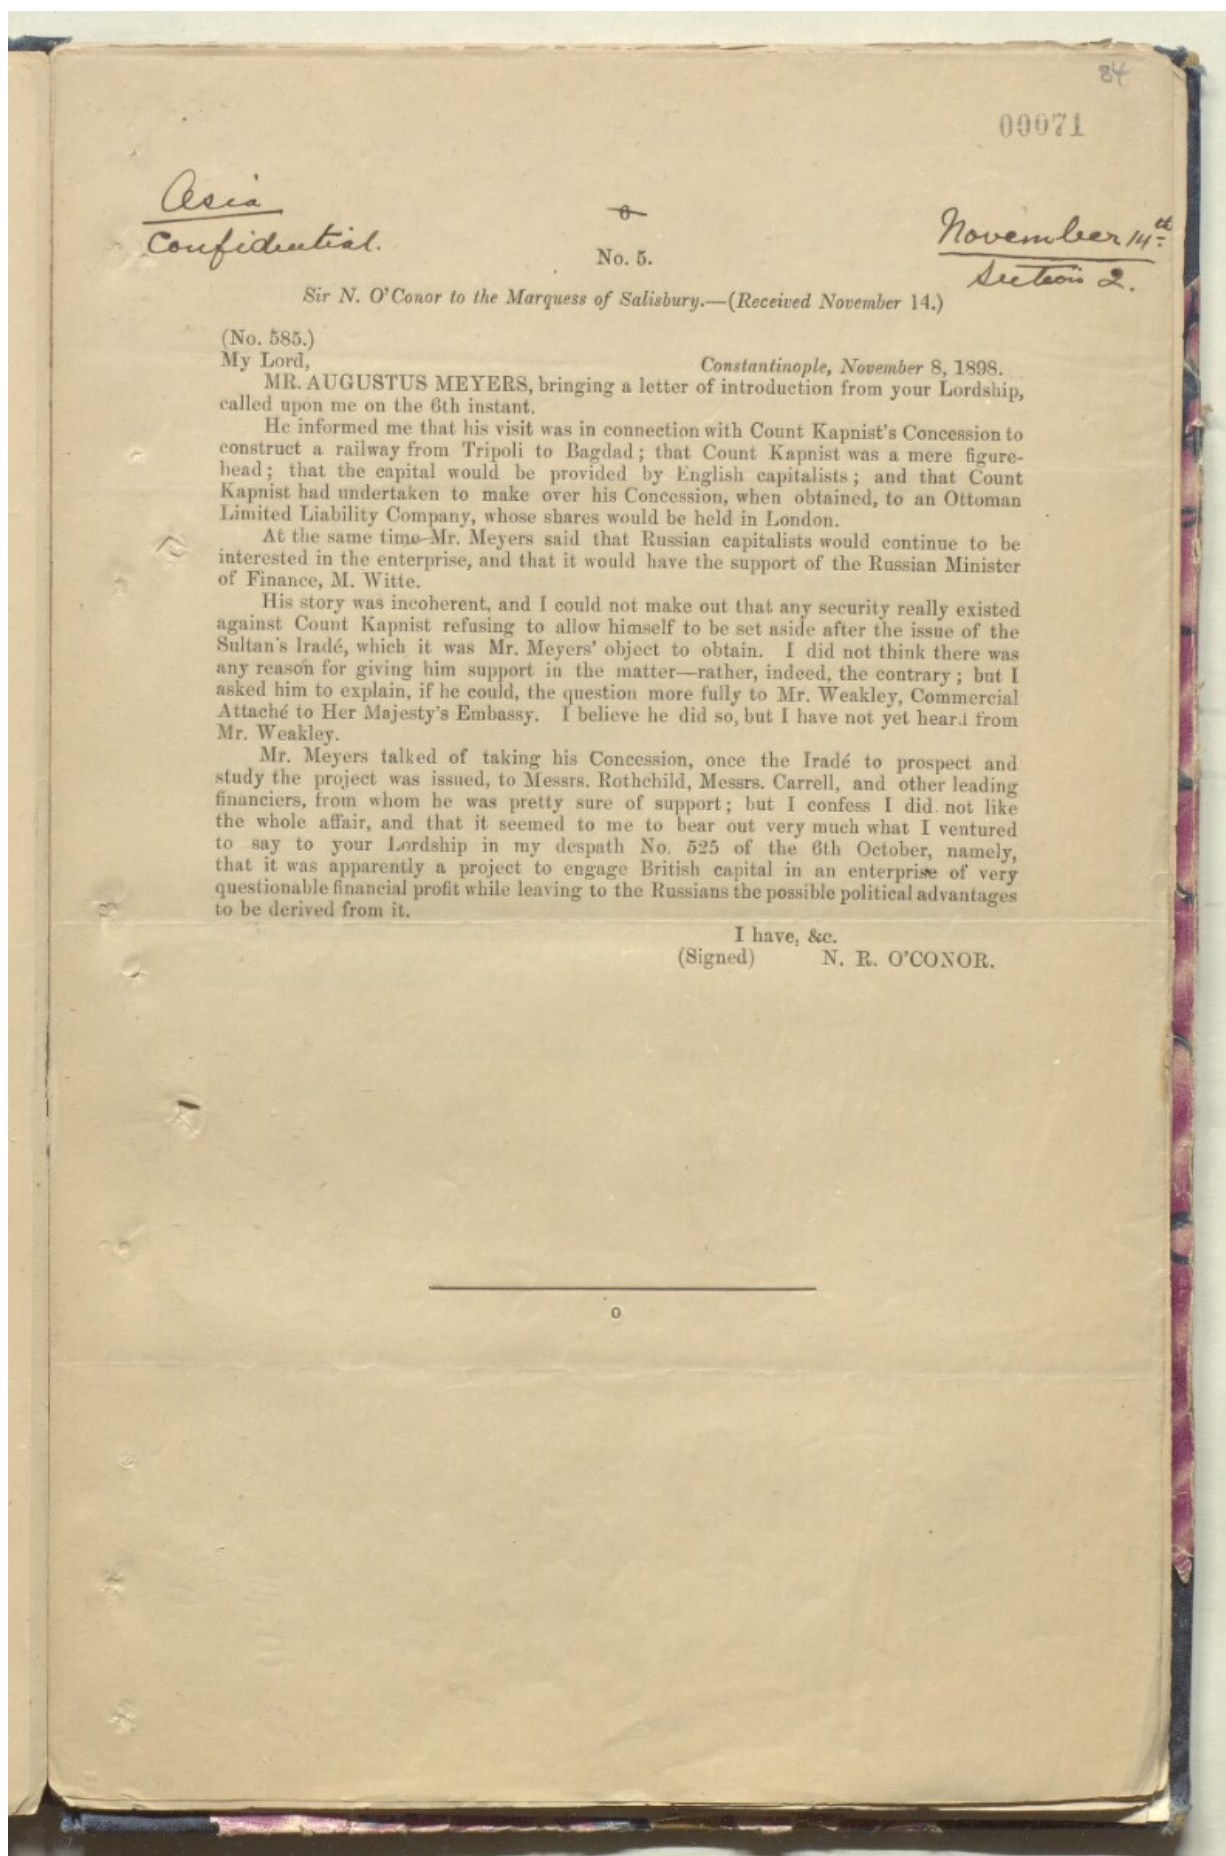 84
00071
Asia
Confidential.
November 14th
Section 2.
No. 5.
Sir N. O'Conor to the Marquess of Salisbury.—(Received November 14.)
(No. 585.)
My Lord, Constantinople, November 8, 1898.
MR. AUGUSTUS MEYERS, bringing a letter of introduction from your Lordship,
called upon me on the 6th instant.
He informed me that his visit was in connection with Count Kapnist's Concession to
construct a railway from Tripoli to Bagdad; that Count Kapnist was a mere figure-
head; that the capital would be provided by English capitalists; and that Count
Kapnist had undertaken to make over his Concession, when obtained, to an Ottoman
Limited Liability Company, whose shares would be held in London.
At the same time Mr. Meyers said that Russian capitalists would continue to be
interested in the enterprise, and that it would have the support of the Russian Minister
of Finance, M. Witte.
His story was incoherent, and I could not make out that any security really existed
against Count Kapnist refusing to allow himself to be set aside after the issue of the
Sultan's Iradé, which it was Mr. Meyers' object to obtain. I did not think there was
any reason for giving him support in the matter—rather, indeed, the contrary; but I
asked him to explain, if he could, the question more fully to Mr. Weakley, Commercial
Attaché to Her Majesty's Embassy. I believe he did so, but I have not yet heard from
Mr. Weakley.
Mr. Meyers talked of taking his Concession, once the Iradé to prospect and
study the project was issued, to Messrs. Rothchild, Messrs. Carrell, and other leading
financiers, from whom he was pretty sure of support; but I confess I did not like
the whole affair, and that it seemed to me to bear out very much what I ventured
to say to your Lordship in my despath No. 525 of the 6th October, namely,
that it was apparently a project to engage British capital in an enterprise of very
questionable financial profit while leaving to the Russians the possible political advantages
to be derived from it.
I have, &c.
(Signed) N. R. O'CONOR.
o